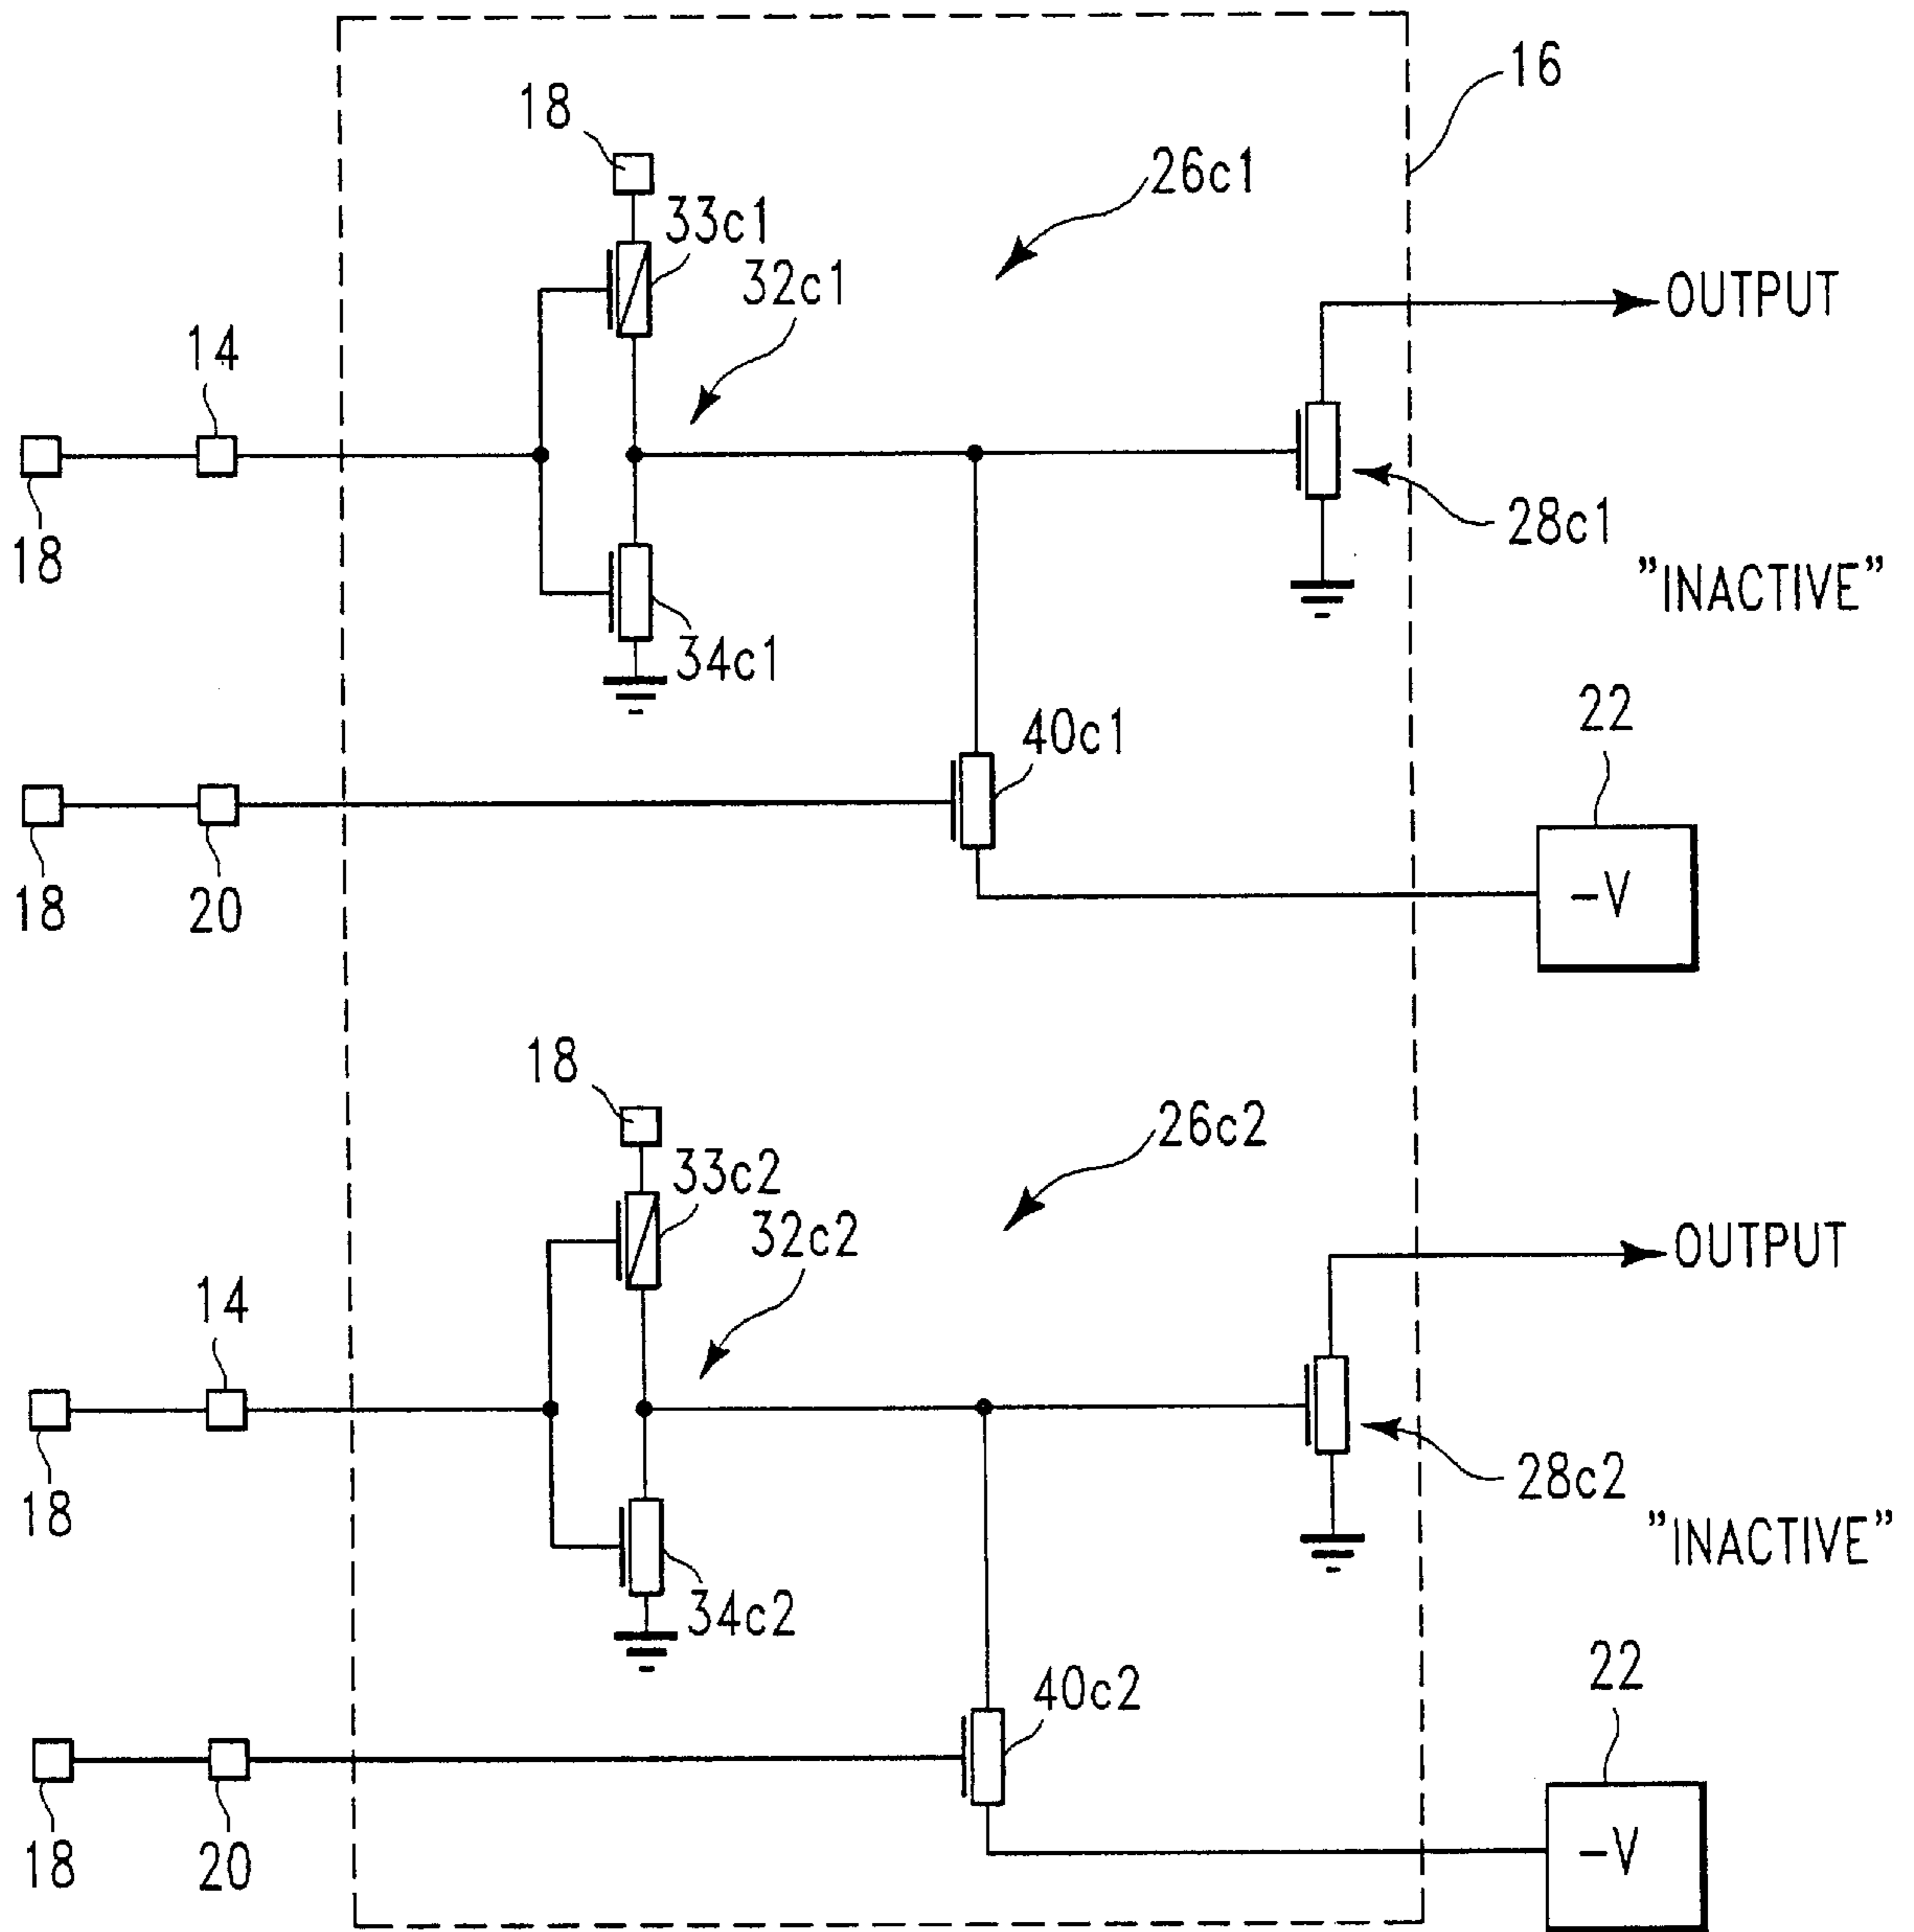 16
18
26c1
33c1
32c1
OUTPUT
14
18
28c1
"INACTIVE"
34c1
22
40c1
-V
18
20
18
26c2
33c2
32c2
OUTPUT
14
18
28c2
"INACTIVE"
34c2
22
40c2
-V
18
20